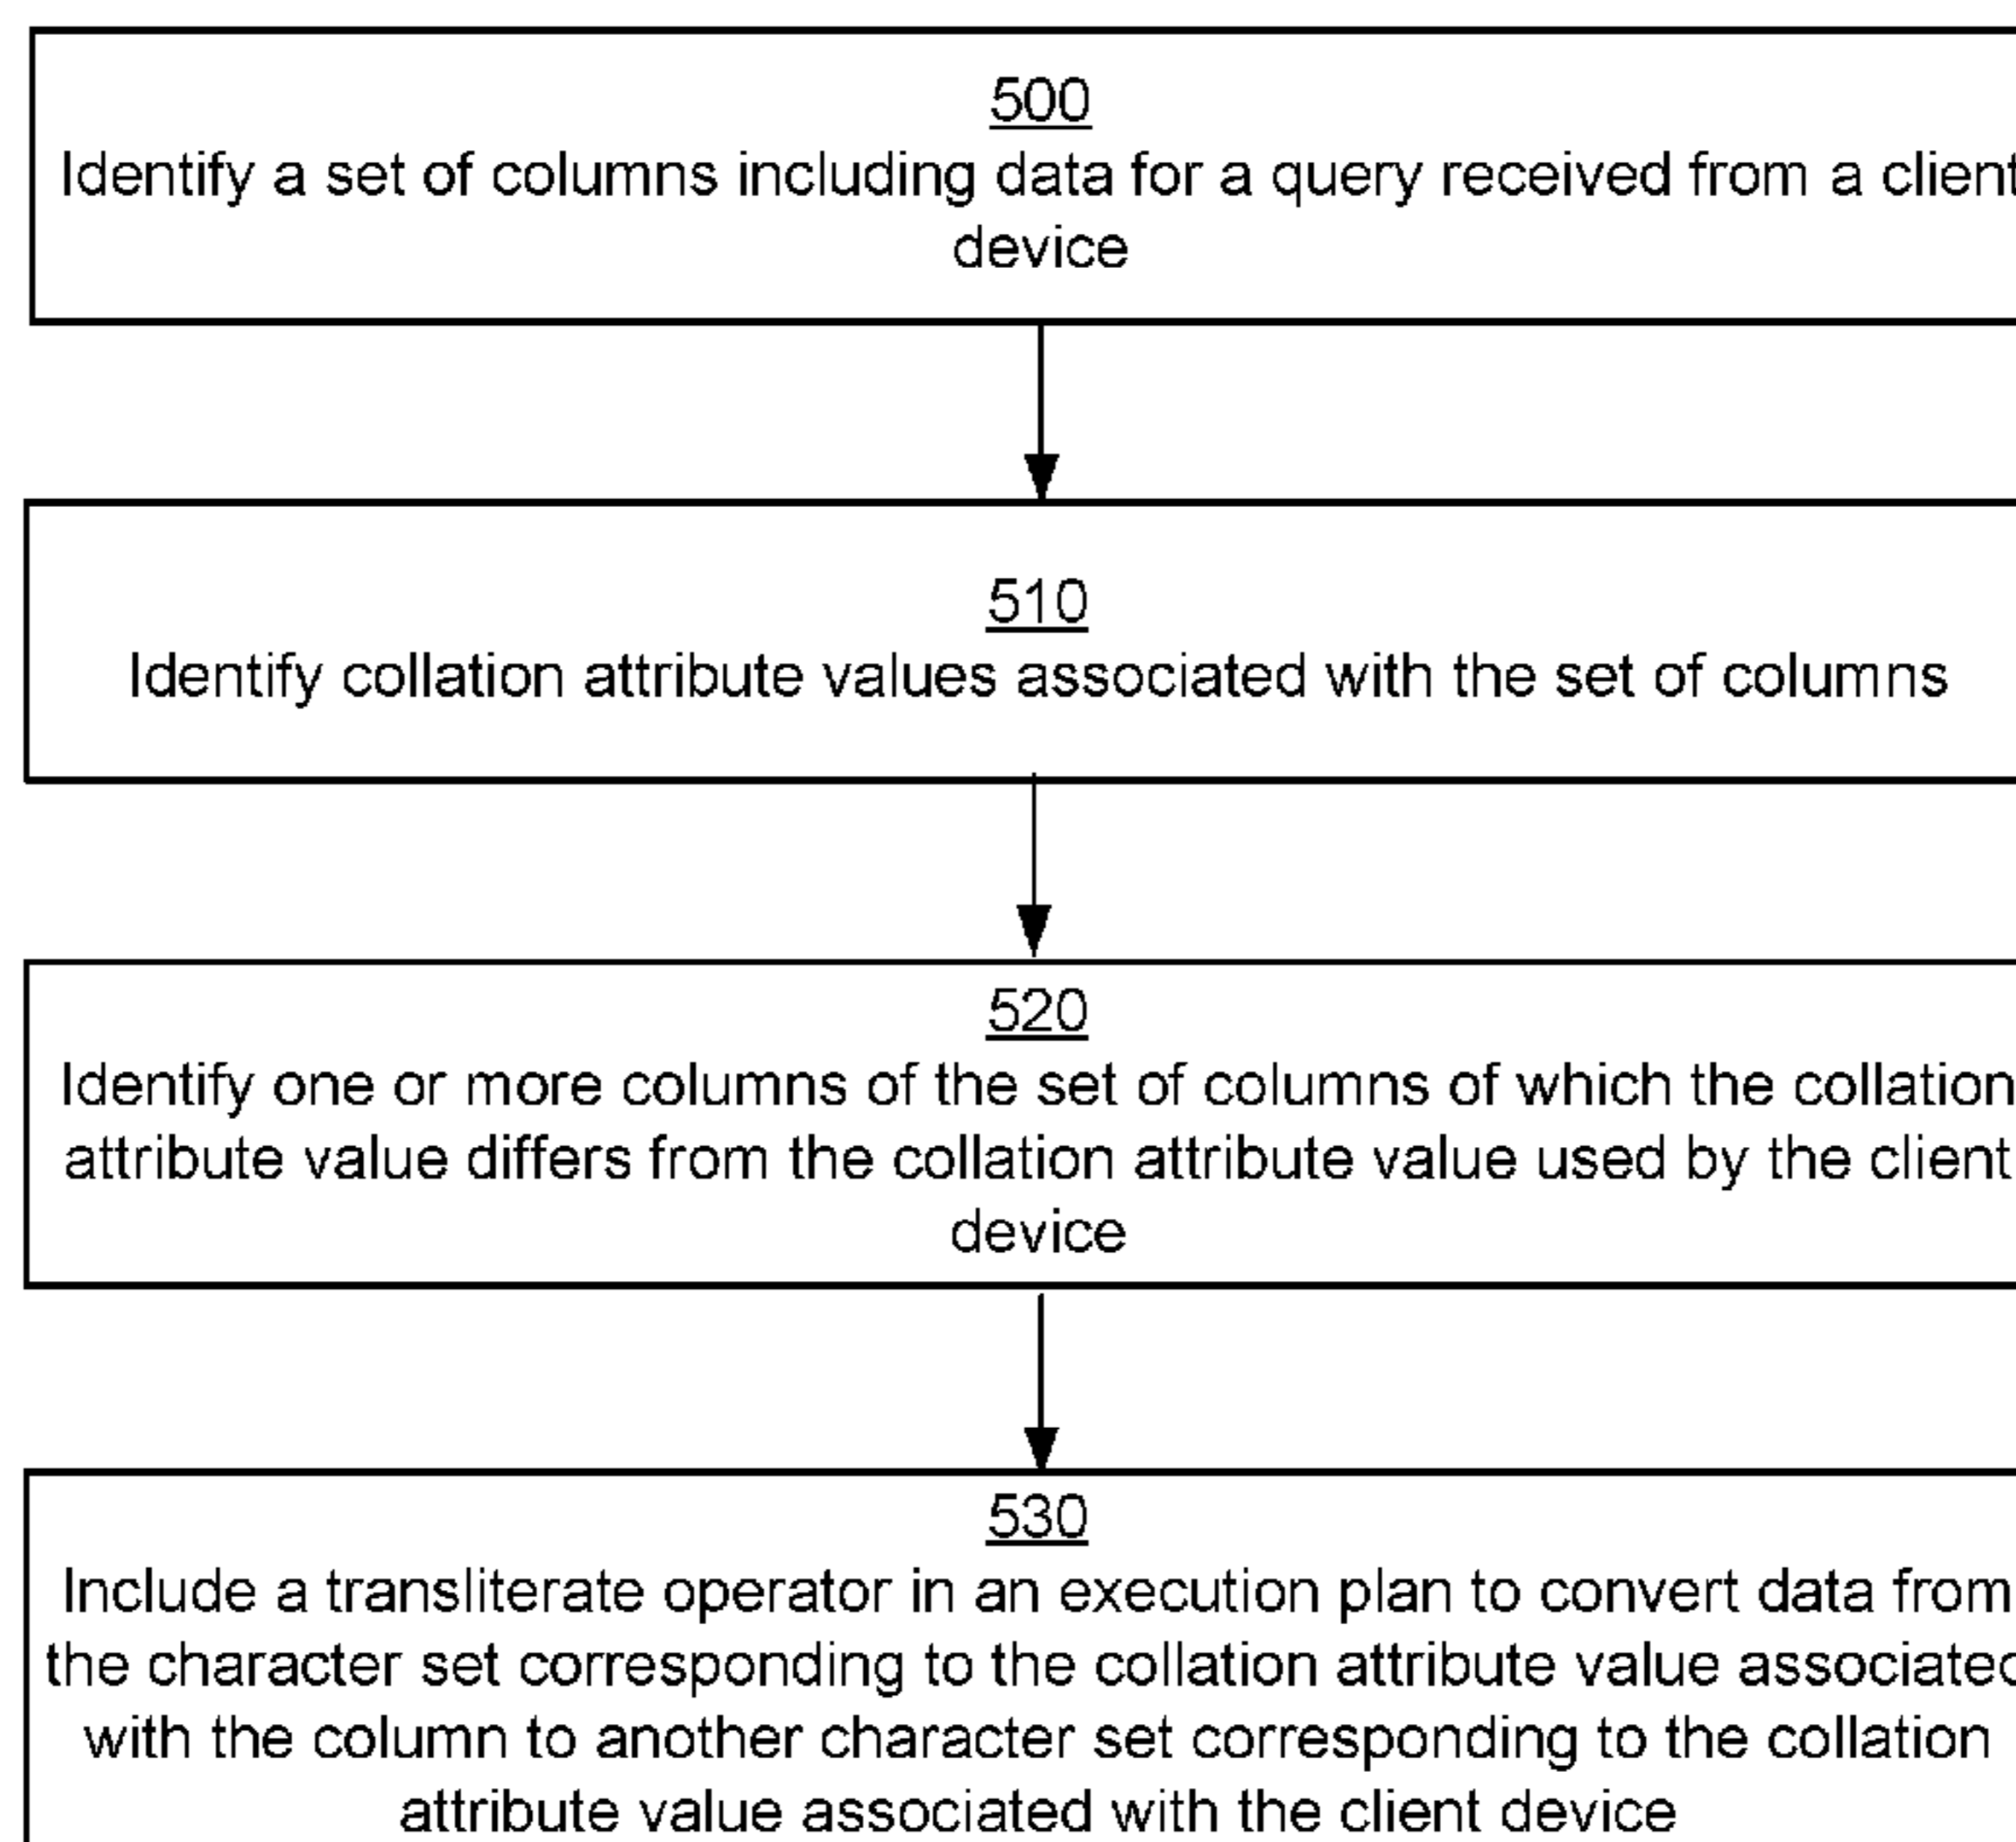 500
Identify a set of columns including data for a query received from a client
device
510
Identify collation attribute values associated with the set of columns
520
Identify one or more columns of the set of columns of which the collation
attribute value differs from the collation attribute value used by the client
device
530
Include a transliterate operator in an execution plan to convert data from
the character set corresponding to the collation attribute value associated
with the column to another character set corresponding to the collation
attribute value associated with the client device